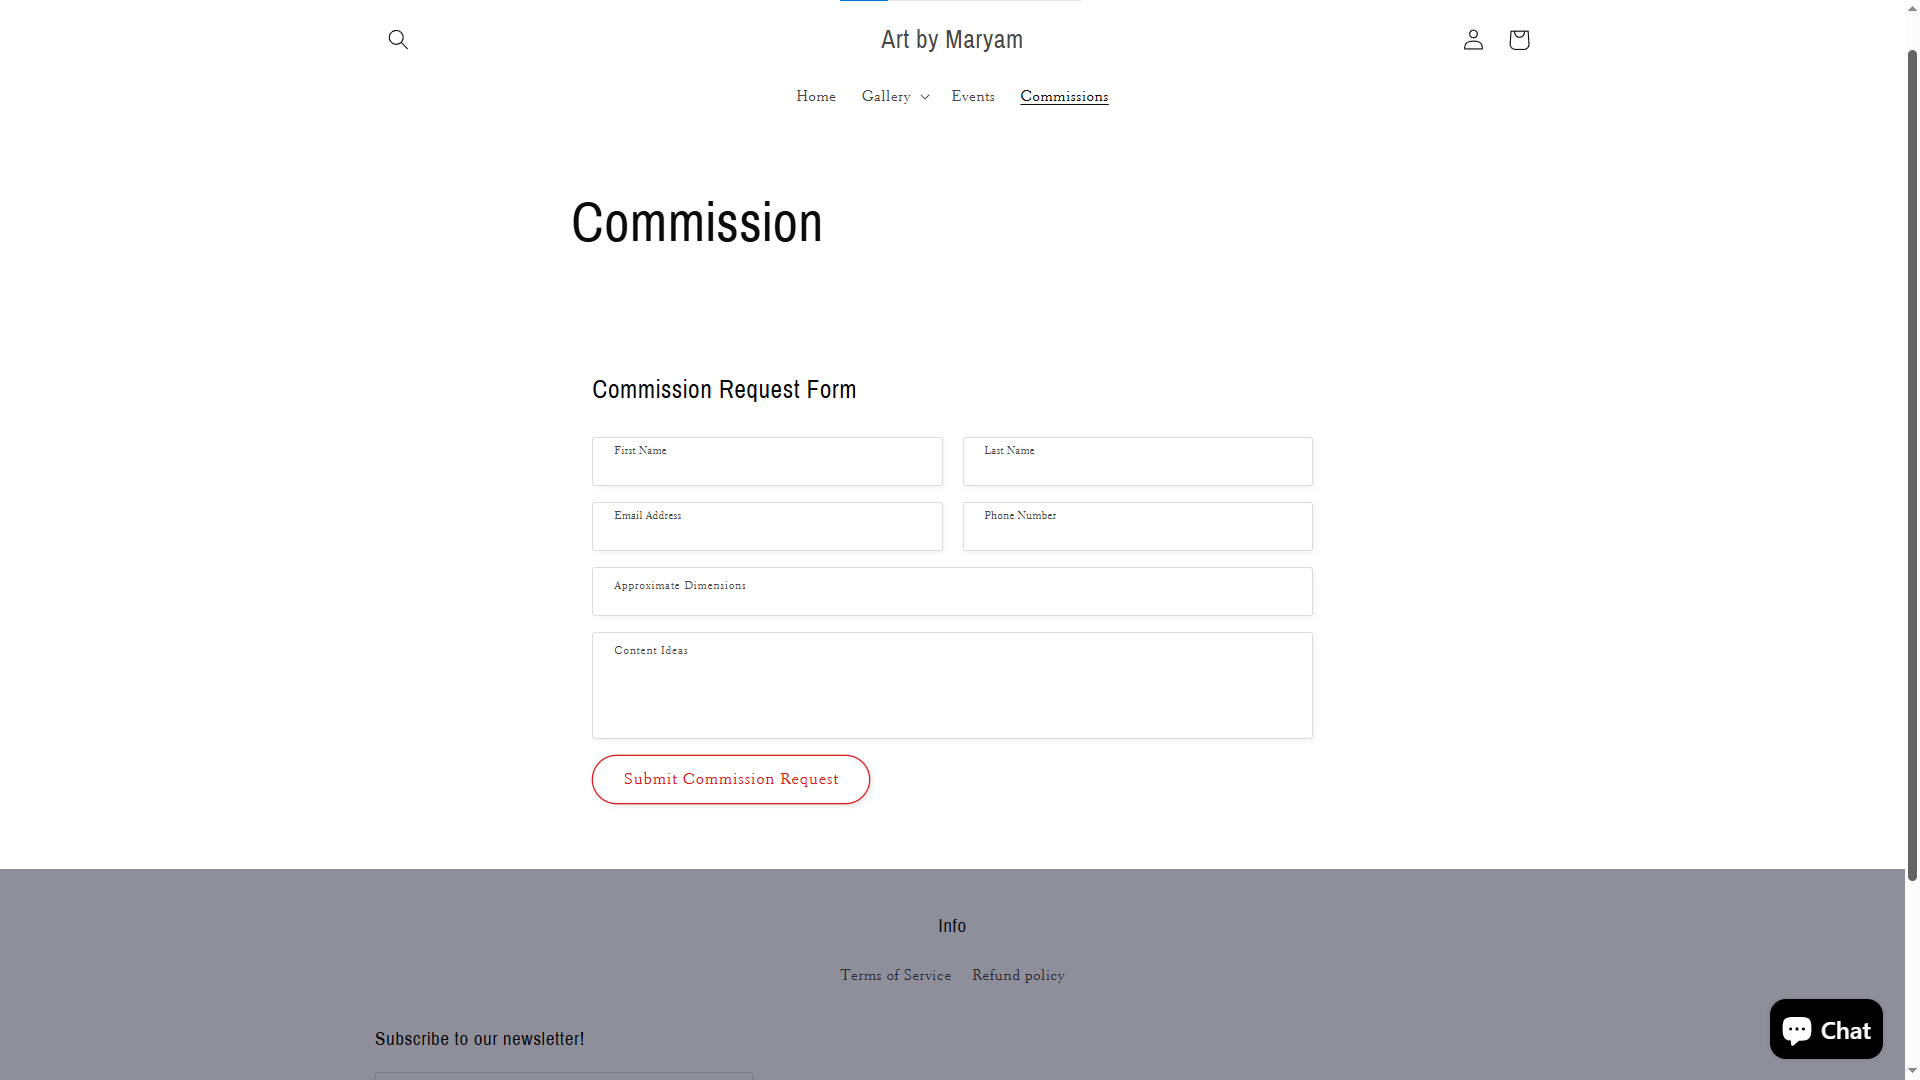 Art by Maryam
Home Gallery Events Commissions
Commission
Commission Request Form
First Name Last Name
Email Address Phone Number
Approximate Dimensions
Content Ideas
Submit Commission Request
Info
Terms of Service Refund policy
Subscribe to our newsletter!
Chat